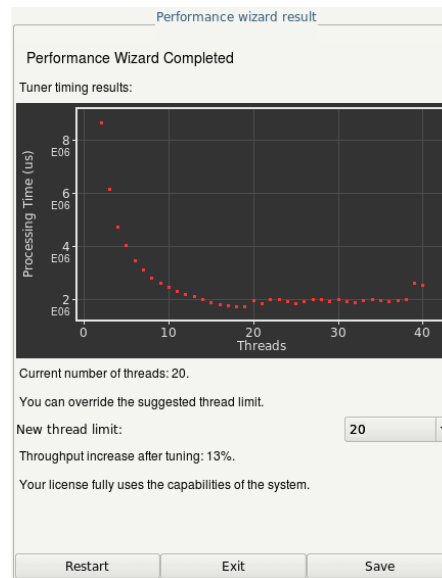 Performance wizard result
Performance Wizard Completed
Tuner timing results:
Processing Time (us)
8
E06
6
E06
4
E06
2
E06
0
10
20
30
40
Threads
Current number of threads: 20.
You can override the suggested thread limit.
New thread limit:
20
Throughput increase after tuning: 13%.
Your license fully uses the capabilities of the system.
Restart
Exit
Save